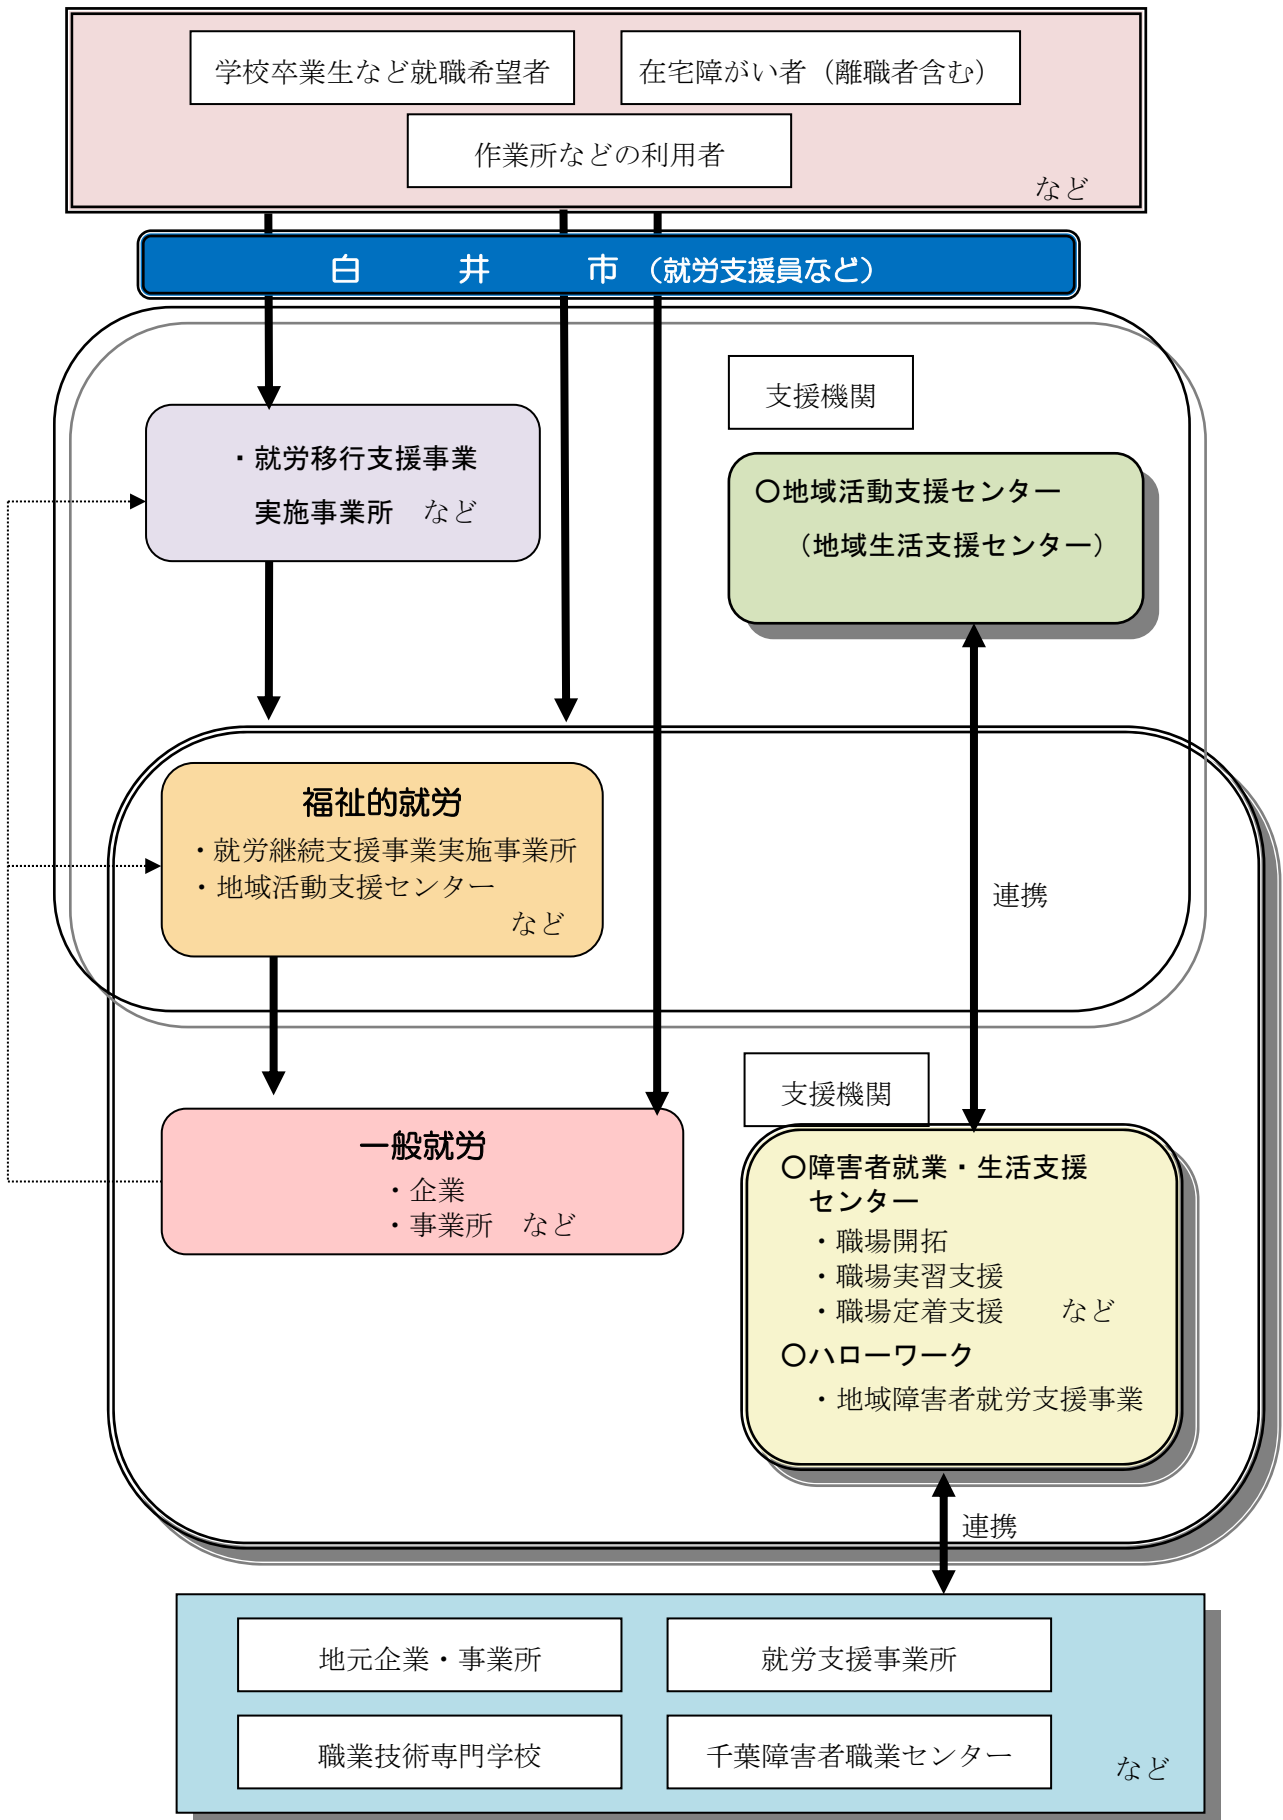 学校卒業生など就職希望者
在宅障がい者（離職者含む）
作業所などの利用者
など
白　井　市（就労支援員など）
支援機関
・就労移行支援事業
実施事業所　など
〇地域活動支援センター
（地域生活支援センター）
福祉的就労
・就労継続支援事業実施事業所
・地域活動支援センター
など
連携
支援機関
一般就労
・企業
・事業所　など
〇障害者就業・生活支援
センター
・職場開拓
・職場実習支援
・職場定着支援　　など
〇ハローワーク
・地域障害者就労支援事業
連携
地元企業・事業所
就労支援事業所
職業技術専門学校
千葉障害者職業センター
など